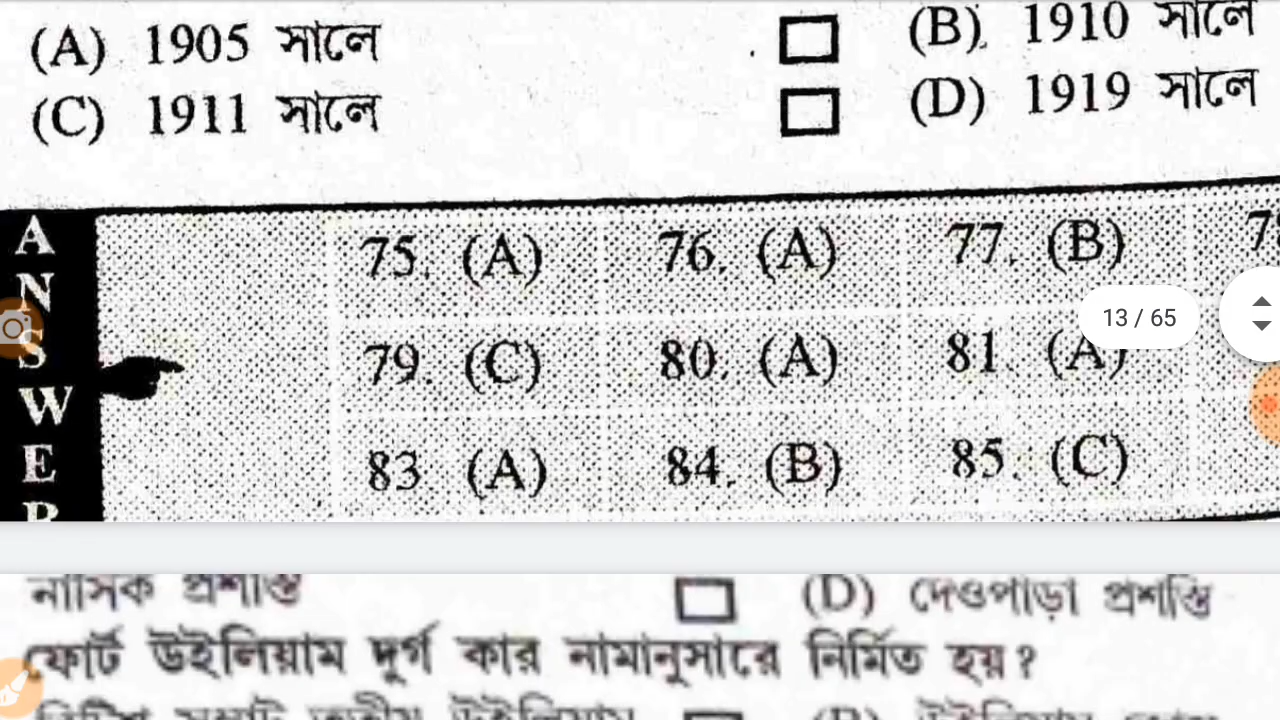 (A) 1905 সালে (B) 1910 সালে
(C) 1911 সালে (D) 1919 সালে
ANSWER
75. (A) 76. (A) 77. (B)
13 / 65
79. (C) 80. (A) 81. (A)
83 (A) 84. (B) 85. (C)
নাসিক প্রশস্তি (D) দেওপাড়া প্রশস্তি
ফোর্ট উইলিয়াম দুর্গ কার নামানুসারে নির্মিত হয়?